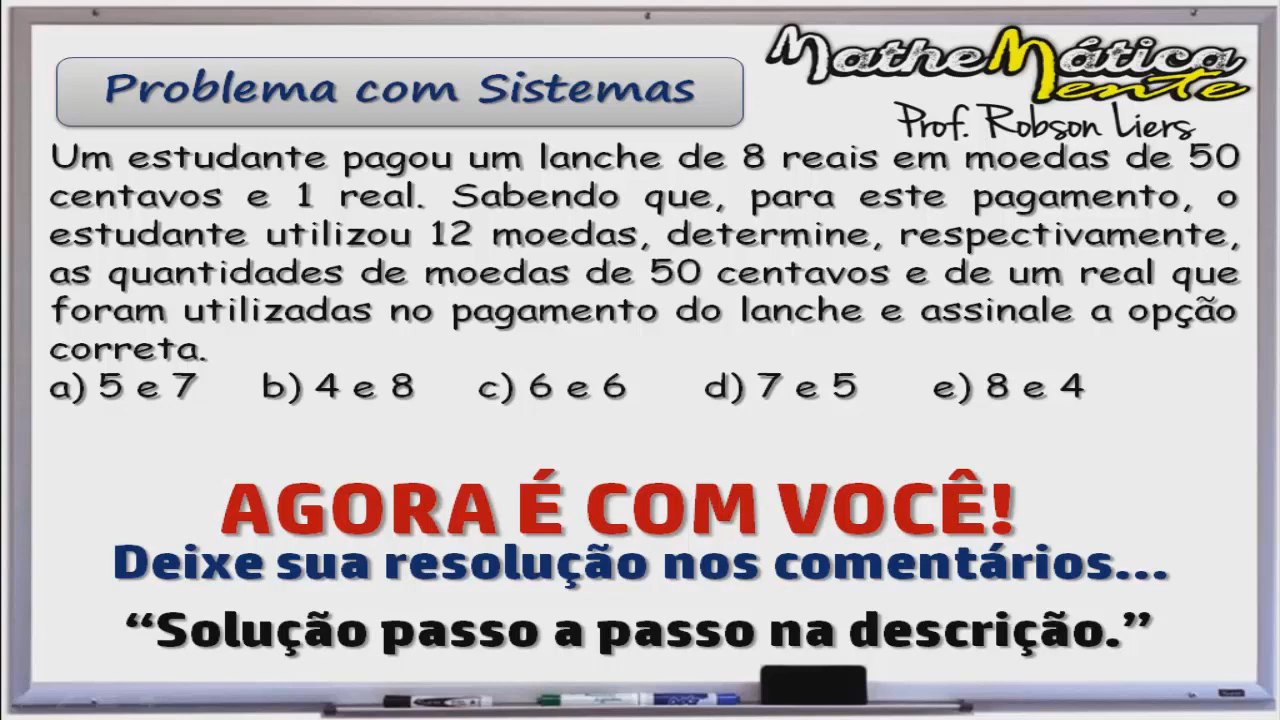 MatheMática
Mente
Problema com Sistemas
Prof. Robson Liers
Um estudante pagou um lanche de 8 reais em moedas de 50
centavos e 1 real. Sabendo que, para este pagamento, o
estudante utilizou 12 moedas, determine, respectivamente,
as quantidades de moedas de 50 centavos e de um real que
foram utilizadas no pagamento do lanche e assinale a opção
correta.
a) 5 e 7 b) 4 e 8 c) 6 e 6 d) 7 e 5 e) 8 e 4
AGORA É COM VOCÊ!
Deixe sua resolução nos comentários...
“Solução passo a passo na descrição.”